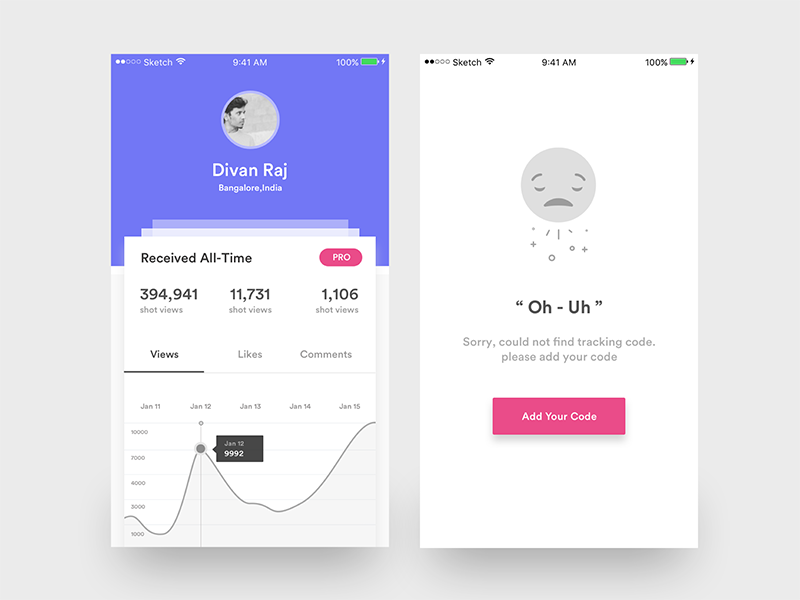 Sketch 9:41 AM 100%
Divan Raj
Bangalore,India
Received All-Time PRO
394,941 11,731 1,106
shot views shot views shot views
Views Likes Comments
Jan 11 Jan 12 Jan 13 Jan 14 Jan 15
10000
7000
4000
3000
1000
Jan 12
9992
Sketch 9:41 AM 100%
“ Oh - Uh ”
Sorry, could not find tracking code.
please add your code
Add Your Code